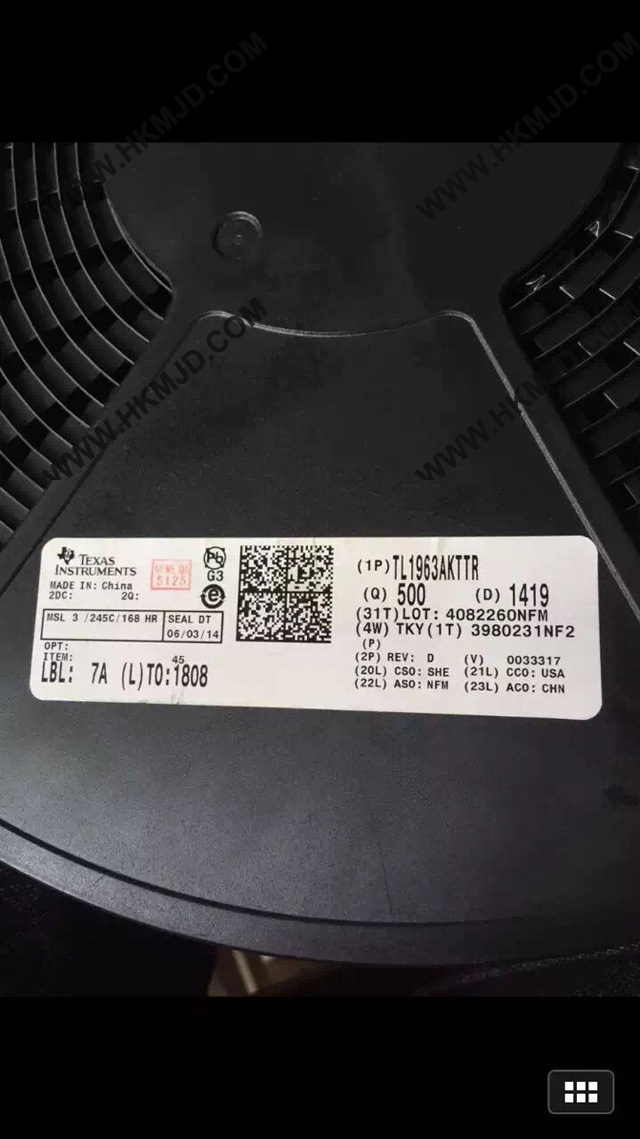 WWW.HKMJD.COM
WWW.HKMJD.COM
WWW.HKMJD.COM
WWW.HKMJD.COM
TEXAS
INSTRUMENTS
MADE IN: China
2DC: 2Q:
5125
Pb
G3
e
MSL 3 /245C/168 HR
SEAL DT
06/03/14
OPT:
ITEM: 45
LBL: 7A (L)TO:1808
(1P)TL1963AKTTR
(Q) 500 (D) 1419
(31T)LOT: 4082260NFM
(4W) TKY(1T) 3980231NF2
(P)
(2P) REV: D (V) 0033317
(20L) CSO: SHE (21L) CCO: USA
(22L) ASO: NFM (23L) ACO: CHN